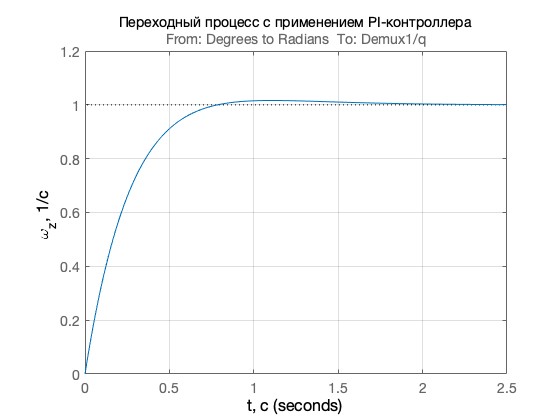 Переходный процесс с применением PI-контроллера
From: Degrees to Radians To: Demux1/q
1.2
1
0.8
0.6
0.4
0.2
0
ω_z, 1/c
0 0.5 1 1.5 2 2.5
t, c (seconds)